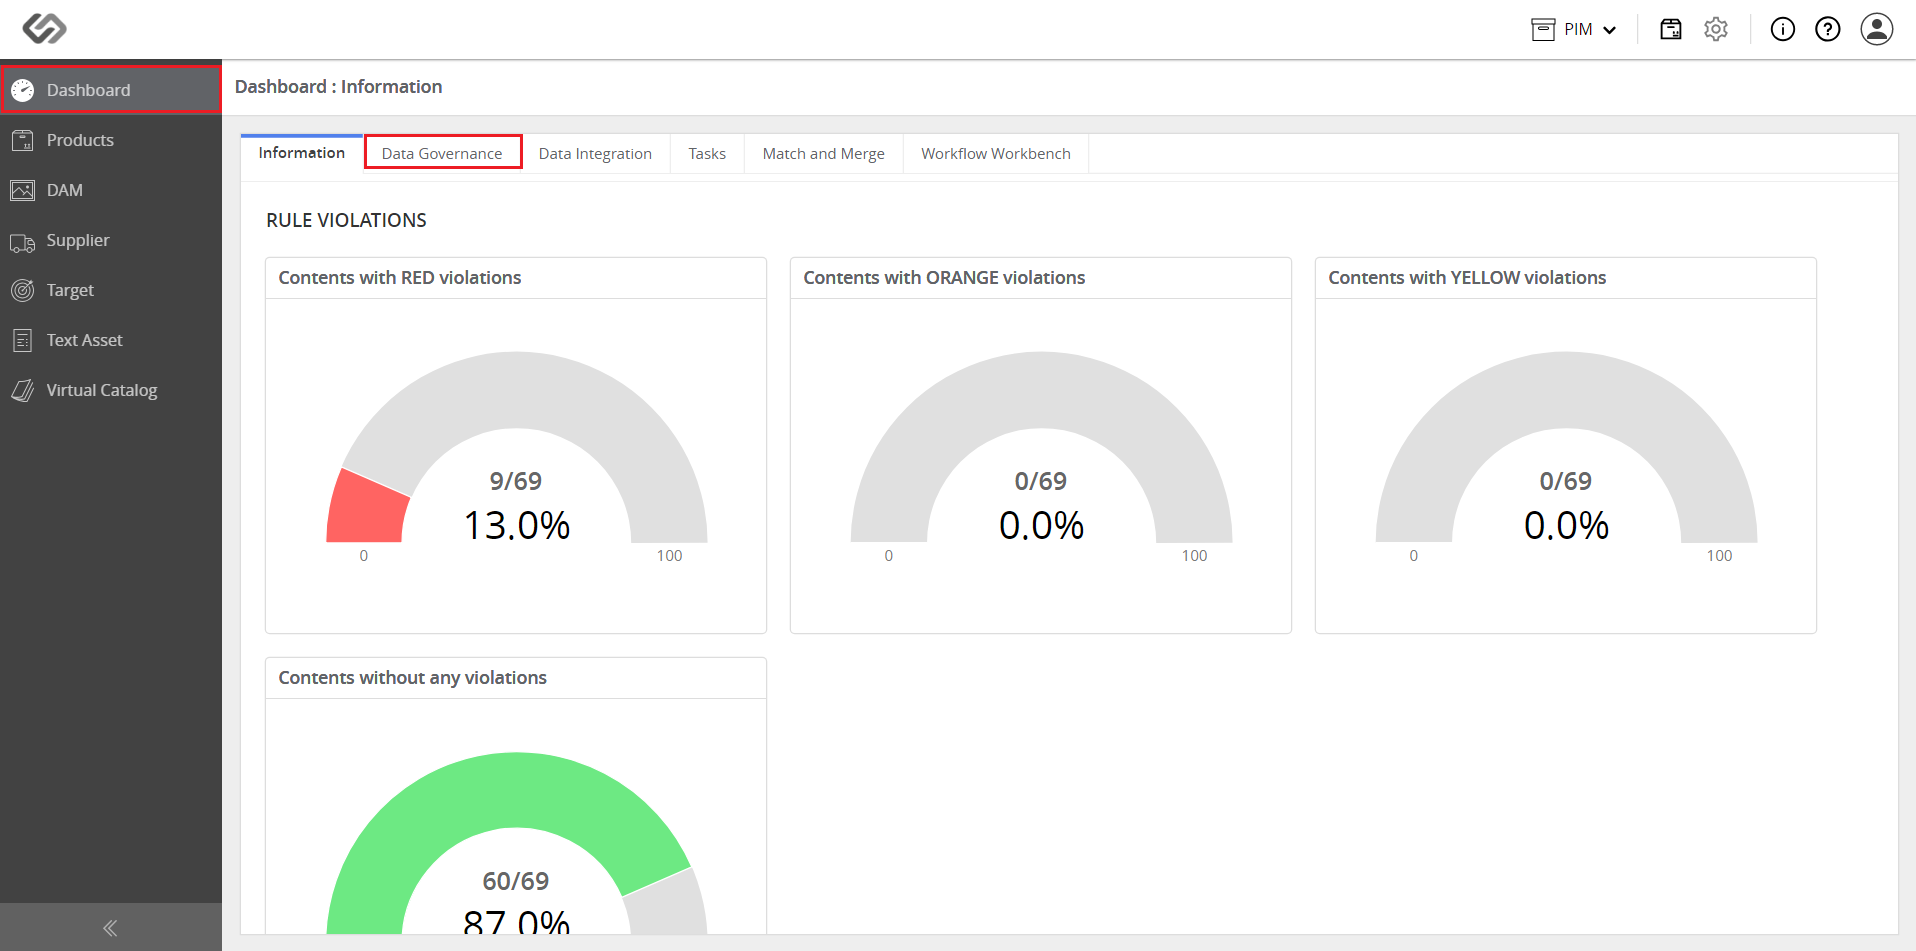 PIM
Dashboard
Products
DAM
Supplier
Target
Text Asset
Virtual Catalog
Dashboard : Information
Information
Data Governance
Data Integration
Tasks
Match and Merge
Workflow Workbench
RULE VIOLATIONS
Contents with RED violations
9/69
13.0%
0
100
Contents with ORANGE violations
0/69
0.0%
0
100
Contents with YELLOW violations
0/69
0.0%
0
100
Contents without any violations
60/69
87.0%